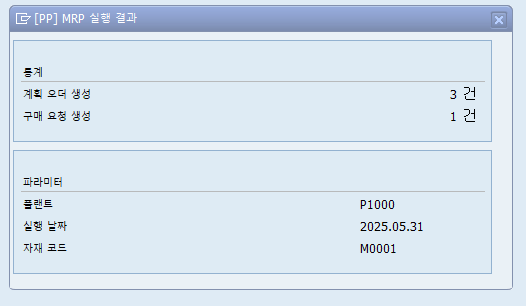 [PP] MRP 실행 결과
통계
계획 오더 생성 3 건
구매 요청 생성 1 건
파라미터
플랜트 P1000
실행 날짜 2025.05.31
자재 코드 M0001